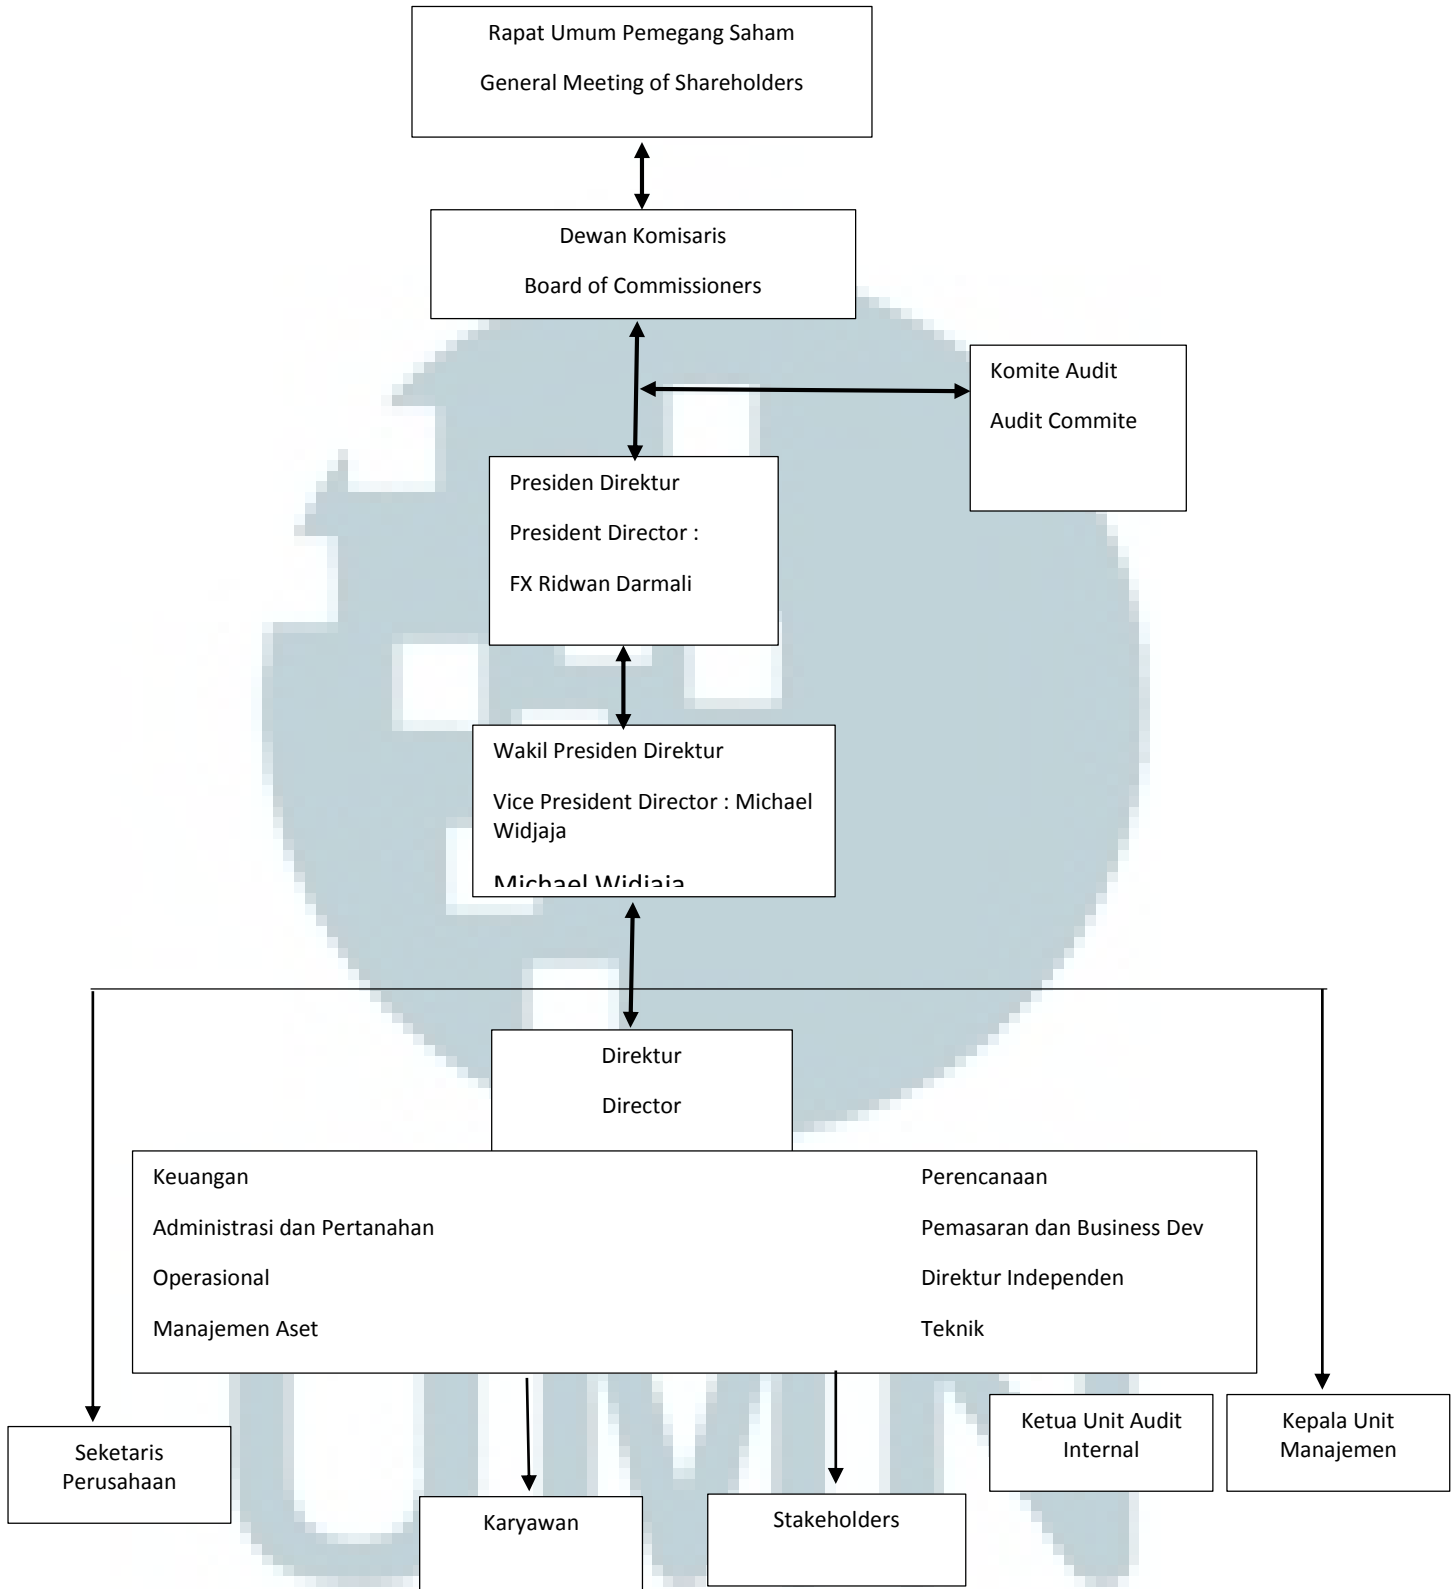 Rapat Umum Pemegang Saham
General Meeting of Shareholders
Dewan Komisaris
Board of Commissioners
Komite Audit
Audit Commite
Presiden Direktur
President Director :
FX Ridwan Darmali
Wakil Presiden Direktur
Vice President Director : Michael
Widjaja
Michael Widjaja
Direktur
Director
Keuangan
Administrasi dan Pertanahan
Operasional
Manajemen Aset
Perencanaan
Pemasaran dan Business Dev
Direktur Independen
Teknik
Seketaris
Perusahaan
Karyawan
Stakeholders
Ketua Unit Audit
Internal
Kepala Unit
Manajemen
UMN